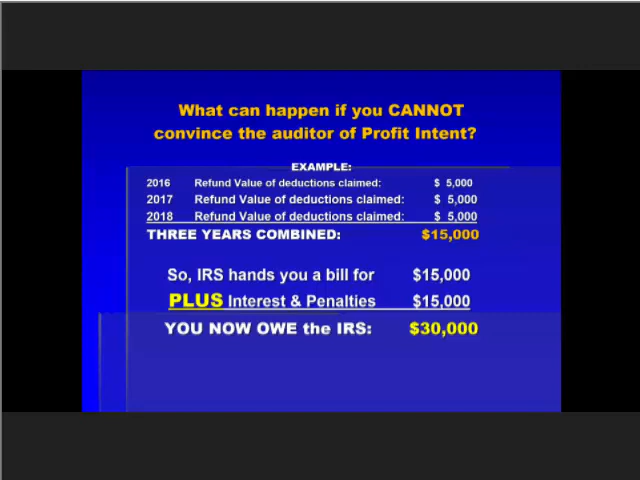 What can happen if you CANNOT
convince the auditor of Profit Intent?
EXAMPLE:
2016 Refund Value of deductions claimed: $ 5,000
2017 Refund Value of deductions claimed: $ 5,000
2018 Refund Value of deductions claimed: $ 5,000
THREE YEARS COMBINED: $15,000
So, IRS hands you a bill for $15,000
PLUS Interest & Penalties $15,000
YOU NOW OWE the IRS: $30,000